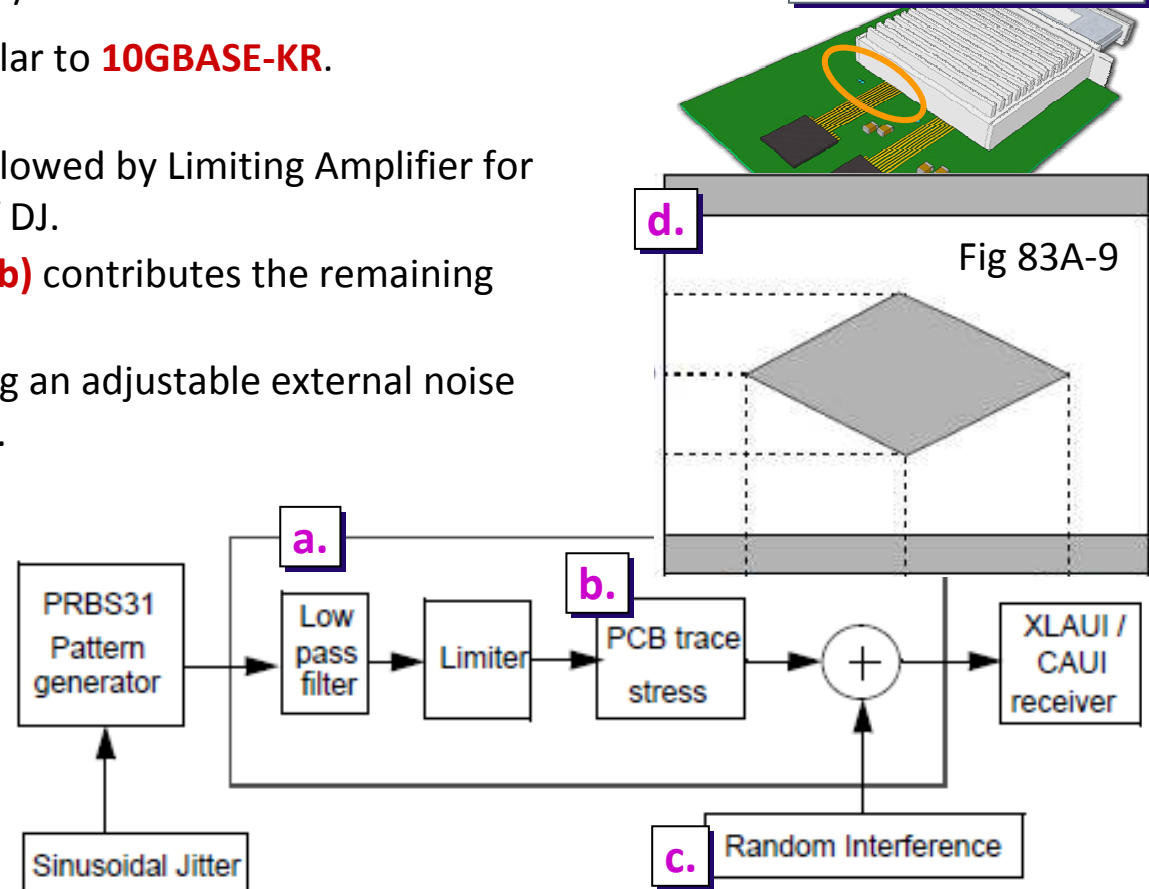 lar to 10GBASE-KR.
lowed by Limiting Amplifier for
DJ.
b) contributes the remaining
g an adjustable external noise
d.
Fig 83A-9
a.
b.
PRBS31
Pattern
generator
Low
pass
filter
Limiter
PCB trace
stress
+
XLAUI /
CAUI
receiver
Sinusoidal Jitter
c.
Random Interference